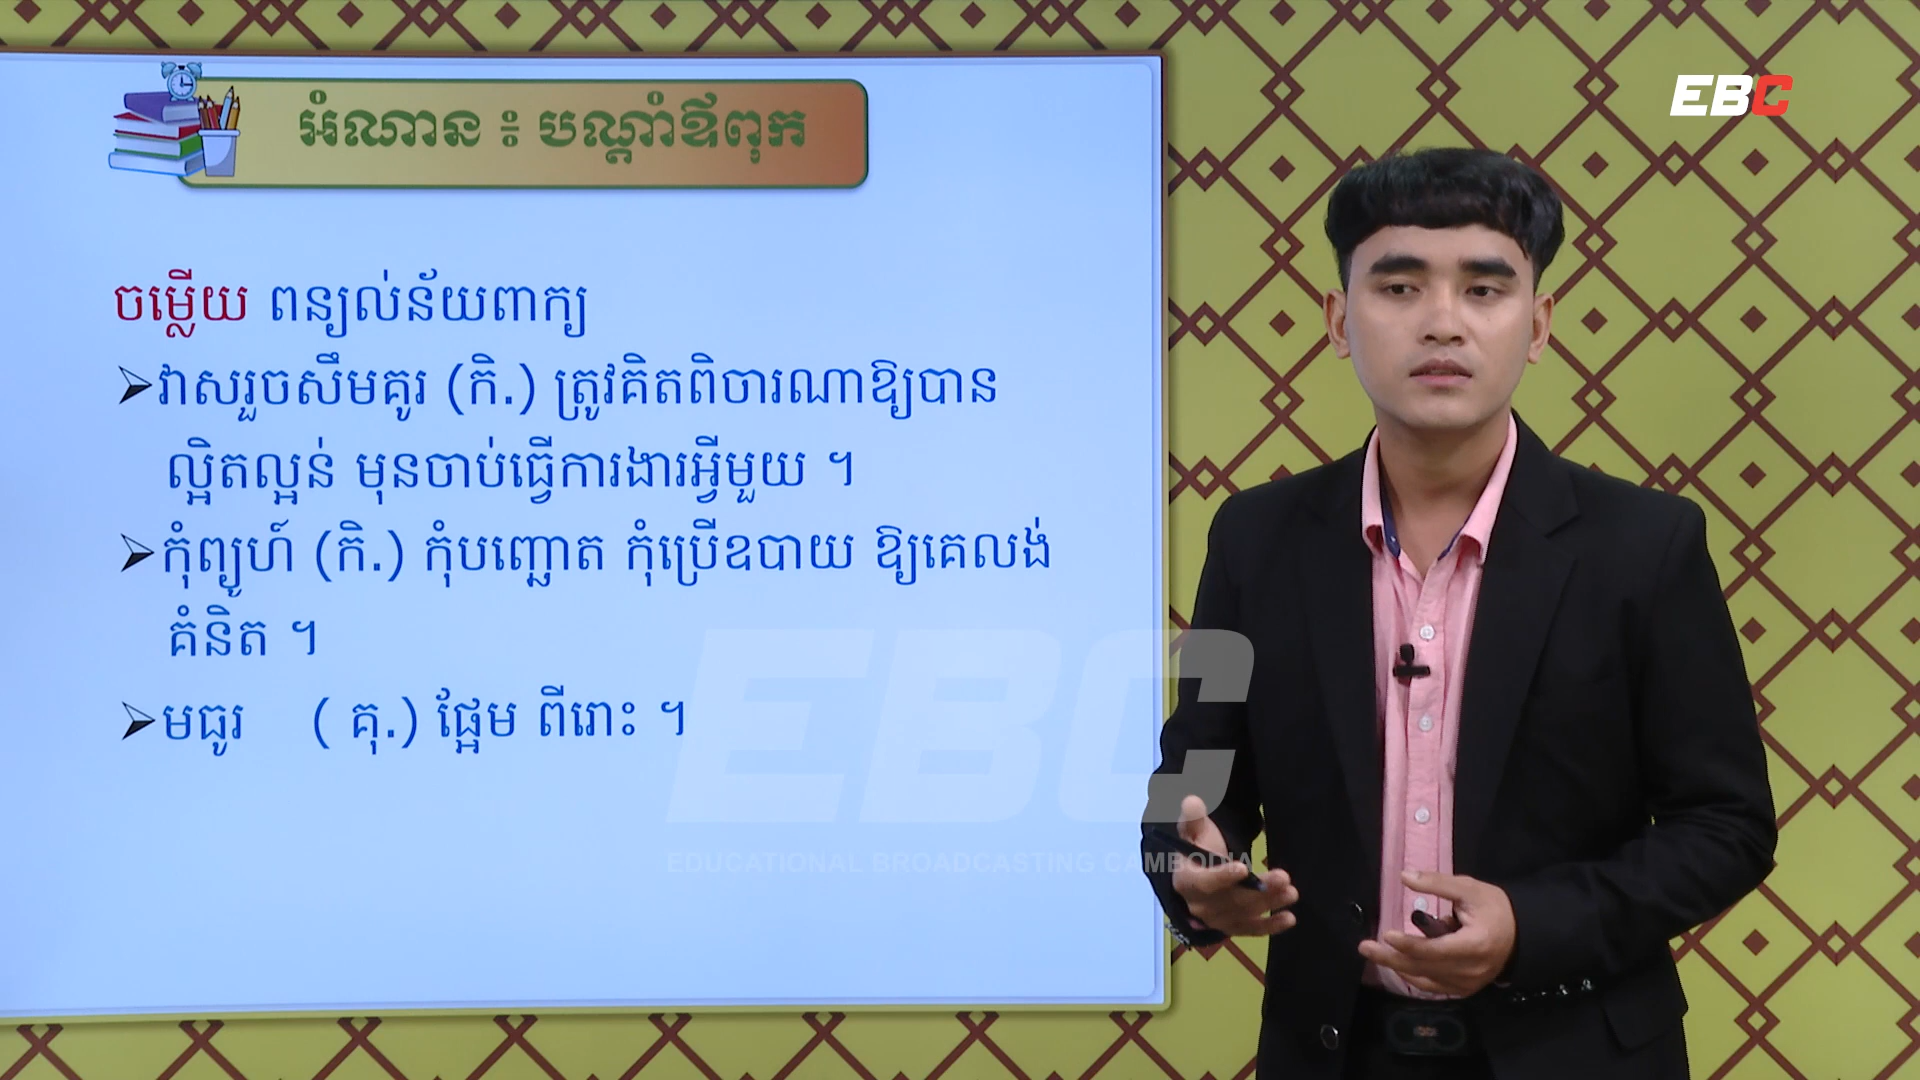 អំណាន ៖ បណ្ដាំឪពុក
EBC
ចម្លើយ ពន្យល់ន័យពាក្យ
➢វាសរួចសឹមគូរ (កិ.) ត្រូវគិតពិចារណាឱ្យបាន
ល្អិតល្អន់ មុនចាប់ធ្វើការងារអ្វីមួយ ។
➢កុំព្យូហ៍ (កិ.) កុំបញ្ឆោត កុំប្រើឧបាយ ឱ្យគេលង់
គំនិត ។
➢មធូរ ( គុ.) ផ្អែម ពីរោះ ។
EBC
EDUCATIONAL BROADCASTING CAMBODIA